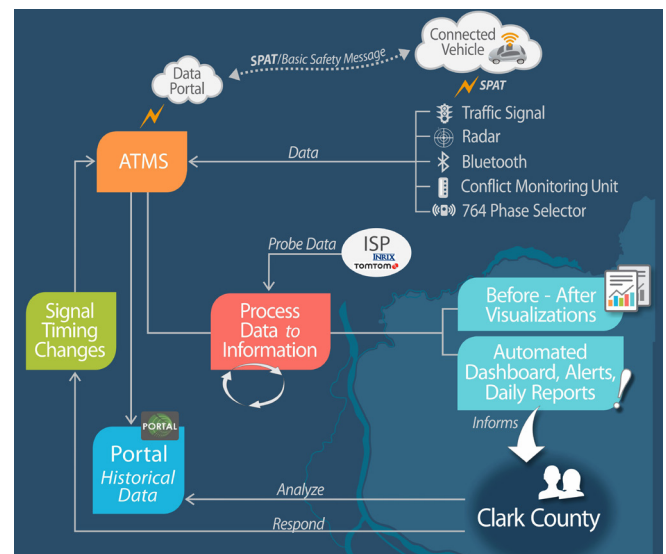 Connected
Vehicle
SPAT/Basic Safety Message
Data
Portal
SPAT
Traffic Signal
Radar
Bluetooth
Conflict Monitoring Unit
764 Phase Selector
ATMS
Data
Probe Data
ISP
INRIX
TOMTOM
Signal
Timing
Changes
Process
Data to
Information
Before - After
Visualizations
Automated
Dashboard, Alerts,
Daily Reports
!
Informs
PORTAL
Portal
Historical
Data
Analyze
Respond
Clark County